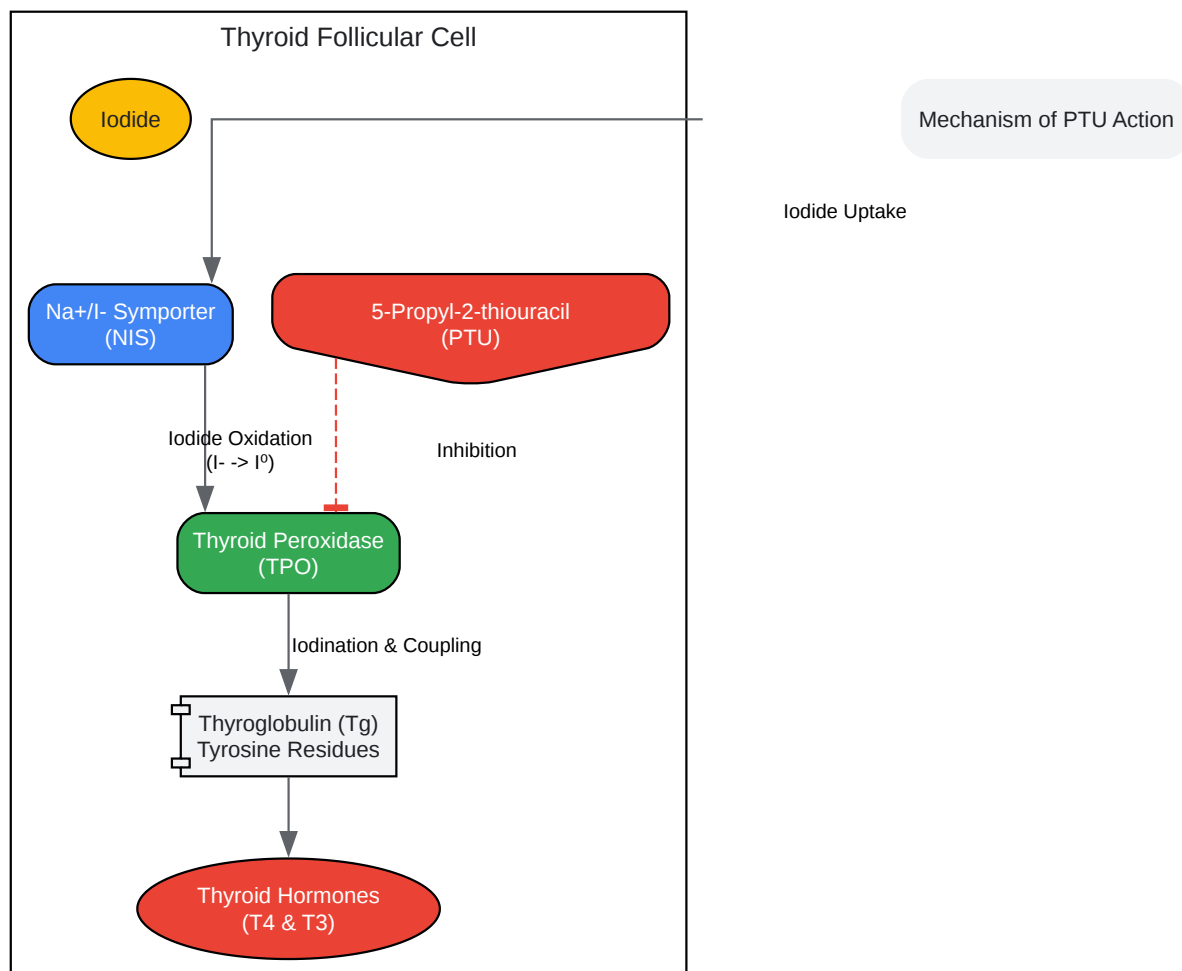 Thyroid Follicular Cell
Iodide
Mechanism of PTU Action
Iodide Uptake
Na+/I- Symporter
(NIS)
5-Propyl-2-thiouracil
(PTU)
Iodide Oxidation
(I- -> I⁰)
Inhibition
Thyroid Peroxidase
(TPO)
Iodination & Coupling
Thyroglobulin (Tg)
Tyrosine Residues
Thyroid Hormones
(T4 & T3)